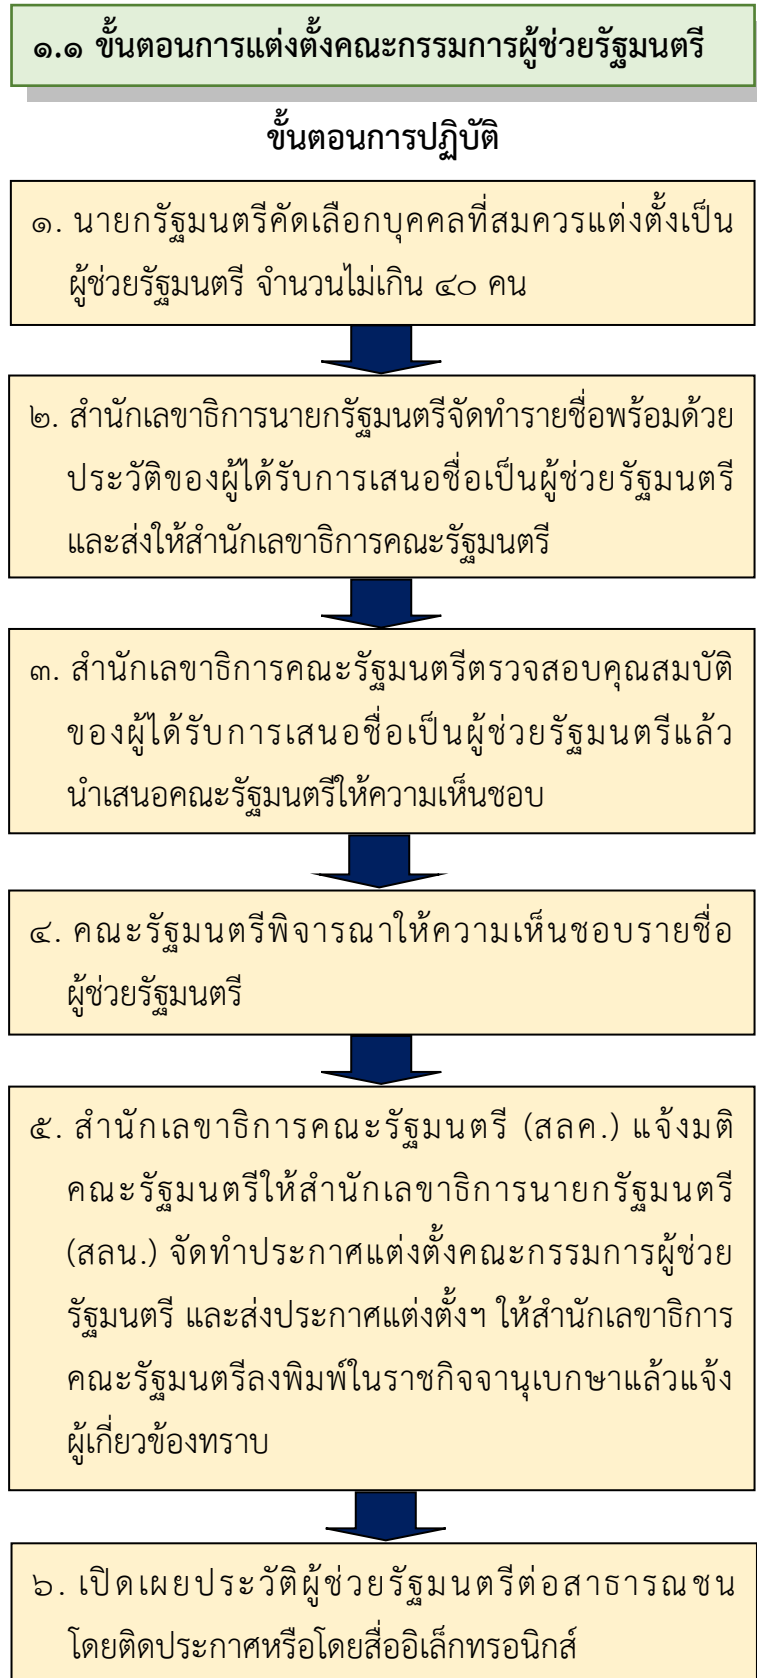 ๑.๑ ขั้นตอนการแต่งตั้งคณะกรรมการผู้ช่วยรัฐมนตรี
ขั้นตอนการปฏิบัติ
๑. นายกรัฐมนตรีคัดเลือกบุคคลที่สมควรแต่งตั้งเป็น
ผู้ช่วยรัฐมนตรี จำนวนไม่เกิน ๔๐ คน
๒. สำนักเลขาธิการนายกรัฐมนตรีจัดทำรายชื่อพร้อมด้วย
ประวัติของผู้ได้รับการเสนอชื่อเป็นผู้ช่วยรัฐมนตรี
และส่งให้สำนักเลขาธิการคณะรัฐมนตรี
๓. สำนักเลขาธิการคณะรัฐมนตรีตรวจสอบคุณสมบัติ
ของผู้ได้รับการเสนอชื่อเป็นผู้ช่วยรัฐมนตรีแล้ว
นำเสนอคณะรัฐมนตรีให้ความเห็นชอบ
๔. คณะรัฐมนตรีพิจารณาให้ความเห็นชอบรายชื่อ
ผู้ช่วยรัฐมนตรี
๕. สำนักเลขาธิการคณะรัฐมนตรี (สลค.) แจ้งมติ
คณะรัฐมนตรีให้สำนักเลขาธิการนายกรัฐมนตรี
(สลน.) จัดทำประกาศแต่งตั้งคณะกรรมการผู้ช่วย
รัฐมนตรี และส่งประกาศแต่งตั้งฯ ให้สำนักเลขาธิการ
คณะรัฐมนตรีลงพิมพ์ในราชกิจจานุเบกษาแล้วแจ้ง
ผู้เกี่ยวข้องทราบ
๖. เปิดเผยประวัติผู้ช่วยรัฐมนตรีต่อสาธารณชน
โดยติดประกาศหรือโดยสื่ออิเล็กทรอนิกส์